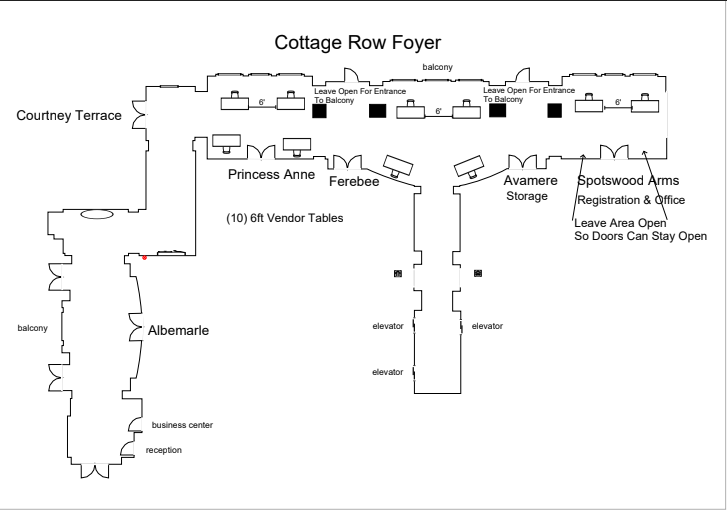 Cottage Row Foyer
balcony
Leave Open For Entrance
To Balcony
Leave Open For Entrance
To Balcony
6'
6'
6'
Courtney Terrace
Princess Anne
Ferebee
Avamere
Storage
Spotswood Arms
Registration & Office
Leave Area Open
So Doors Can Stay Open
(10) 6ft Vendor Tables
balcony
Albemarle
elevator
elevator
elevator
business center
reception